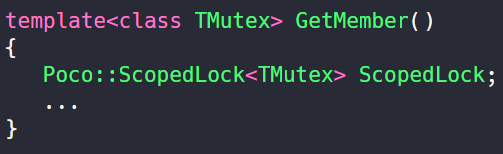 template<class TMutex> GetMember()
{
   Poco::ScopedLock<TMutex> ScopedLock;
   ...
}